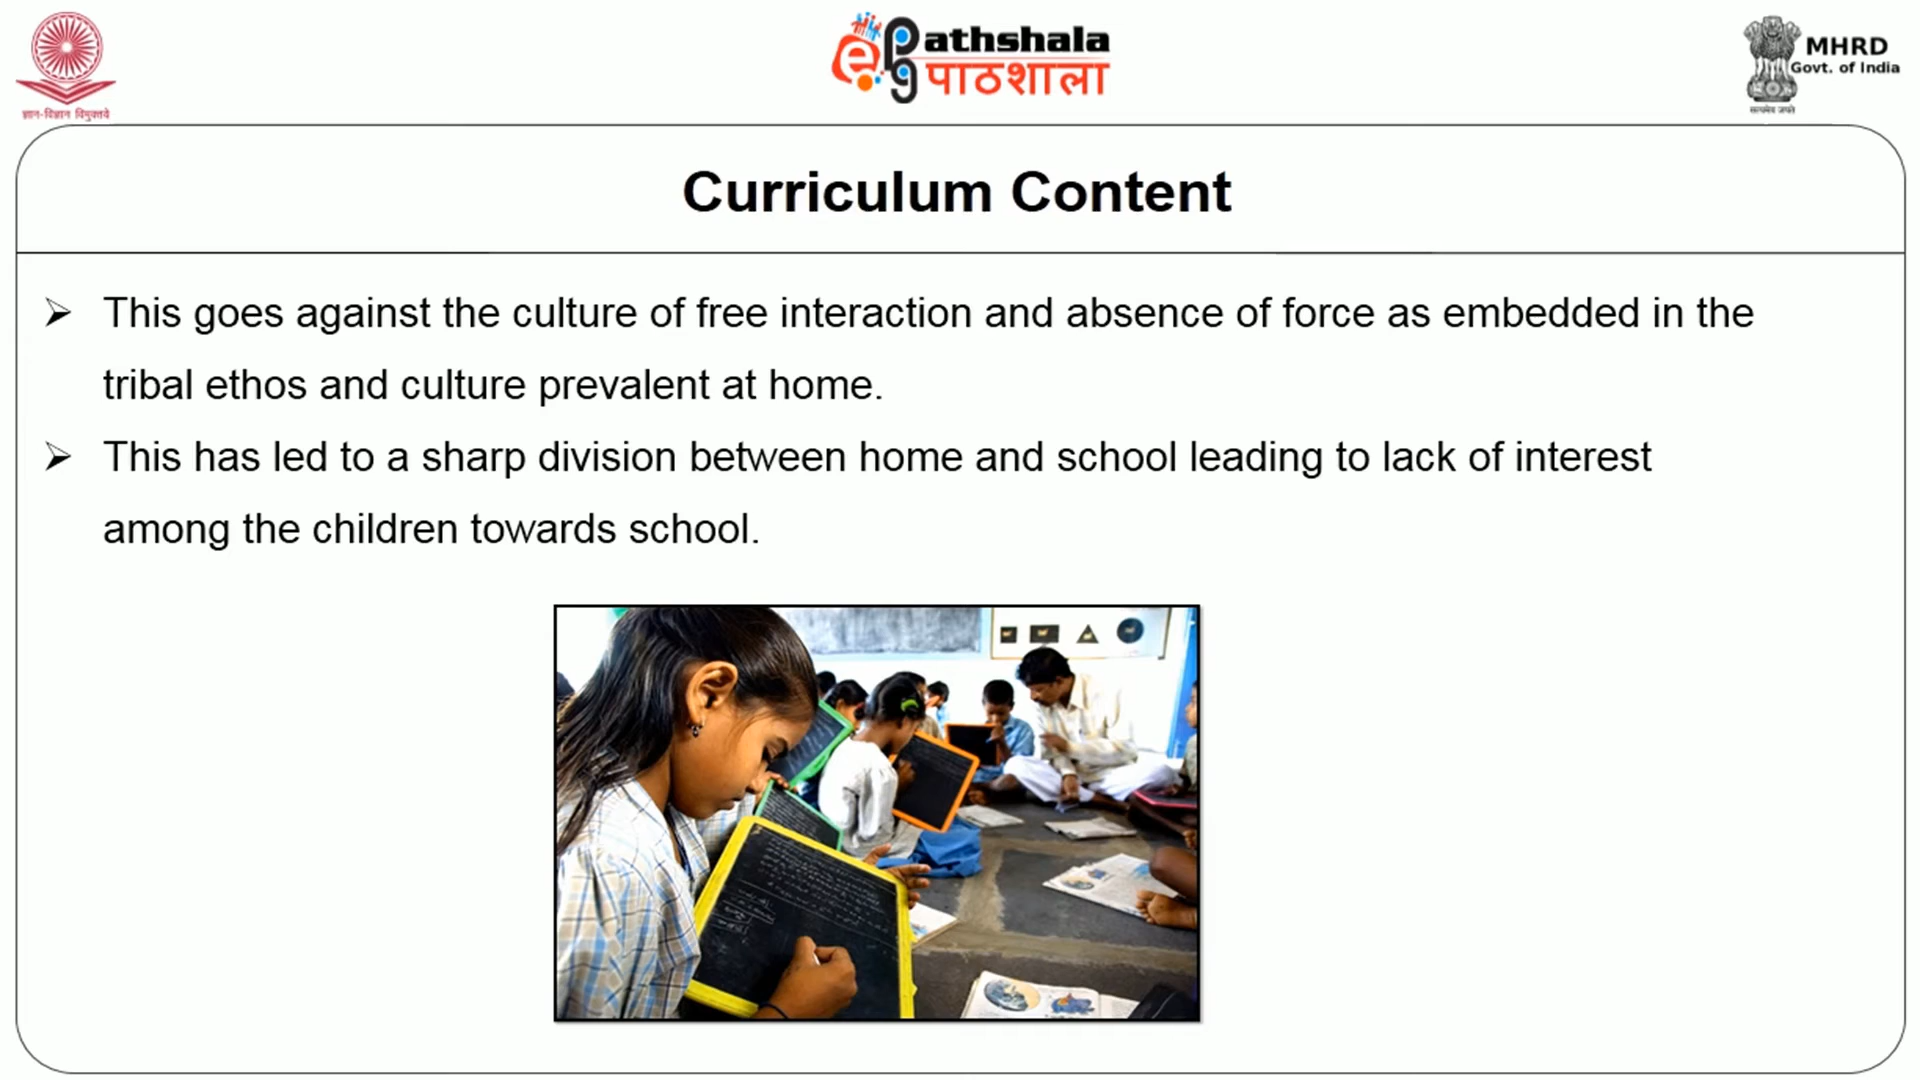 ज्ञान-विज्ञान विमुक्तये
e
pg
athshala
पाठशाला
सत्यमेव जयते
MHRD
Govt. of India
Curriculum Content
➢ This goes against the culture of free interaction and absence of force as embedded in the
tribal ethos and culture prevalent at home.
➢ This has led to a sharp division between home and school leading to lack of interest
among the children towards school.